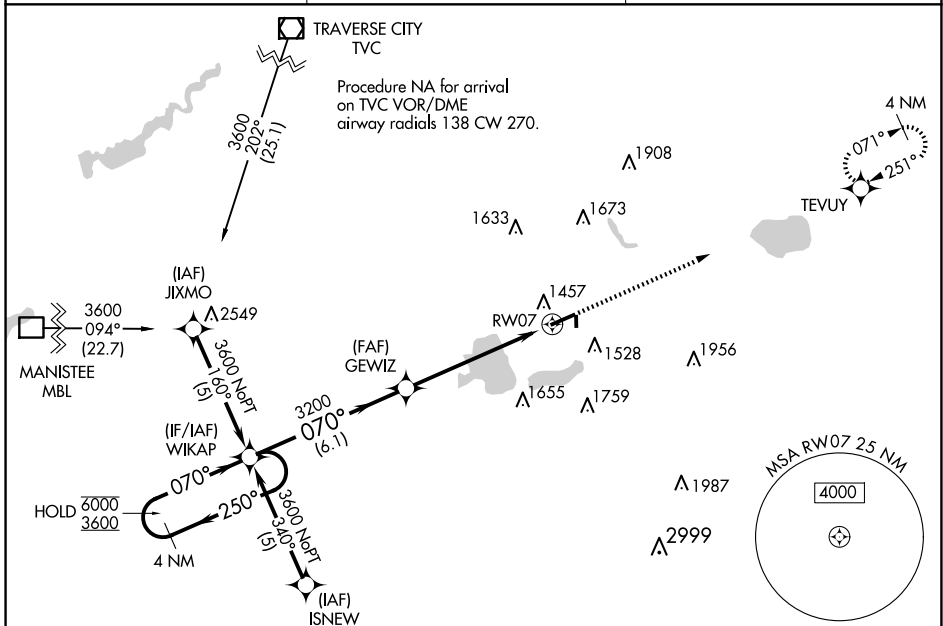 TRAVERSE CITY
TVC
Procedure NA for arrival
on TVC VOR/DME
airway radials 138 CW 270.
3600
202°
(25.1)
4 NM
071°
251°
TEVUY
1908
1633
1673
(IAF)
JIXMO
2549
3600
094°
(22.7)
MANISTEE
MBL
1457
RW07
1528
1956
1655
1759
(FAF)
GEWIZ
3600 NoPT
160°
(5)
3200
070°
(6.1)
(IF/IAF)
WIKAP
070°
250°
HOLD 6000
3600
4 NM
3600 NoPT
340°
(5)
(IAF)
ISNEW
1987
2999
MSA RW07 25 NM
4000